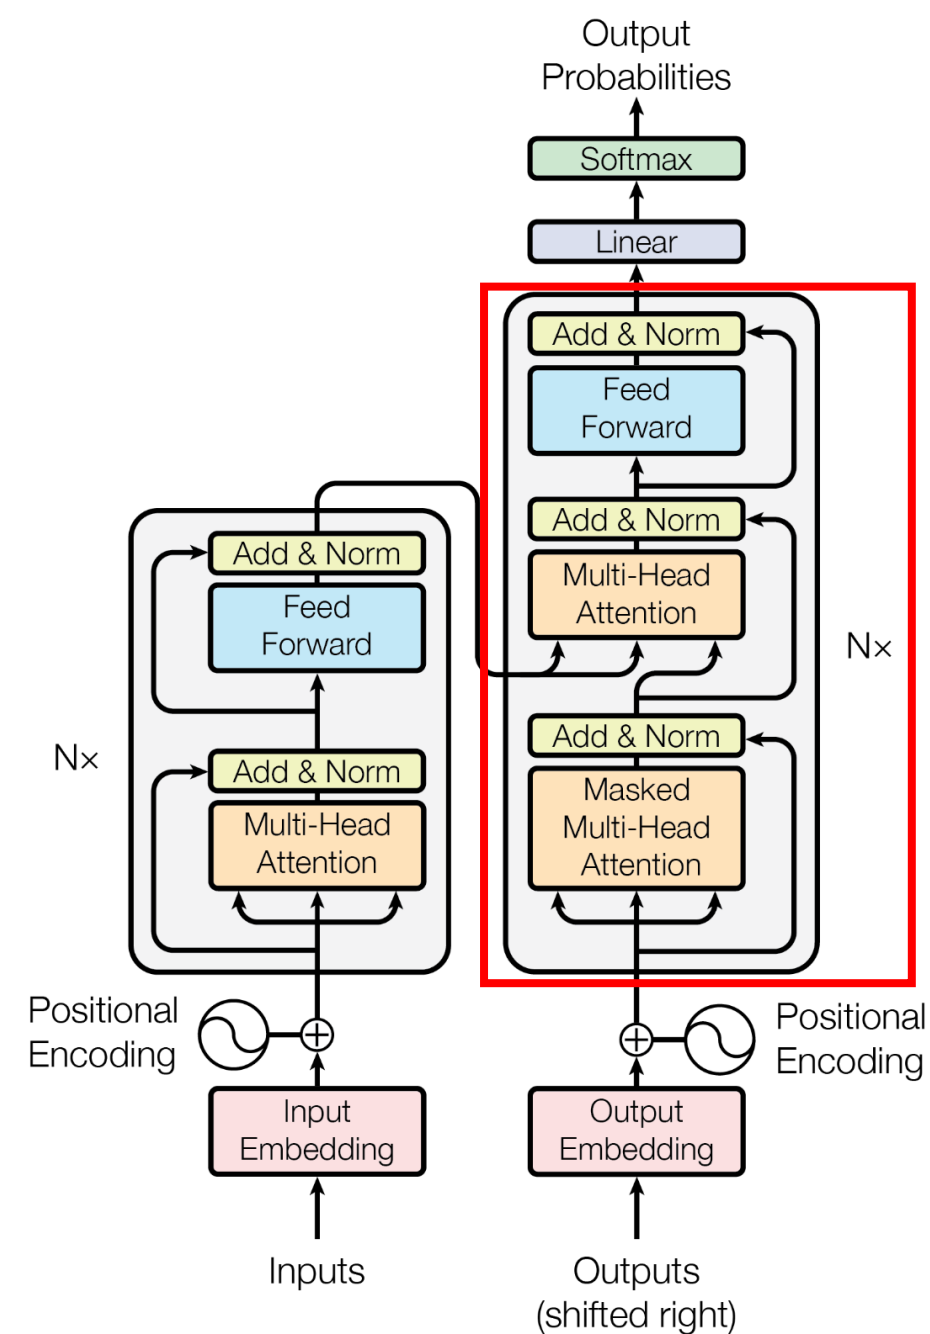 Output
Probabilities
Softmax
Linear
Add & Norm
Feed
Forward
Add & Norm
Multi-Head
Attention
N×
Add & Norm
Masked
Multi-Head
Attention
Add & Norm
Feed
Forward
N×
Add & Norm
Multi-Head
Attention
Positional
Encoding
Positional
Encoding
Input
Embedding
Output
Embedding
Inputs
Outputs
(shifted right)